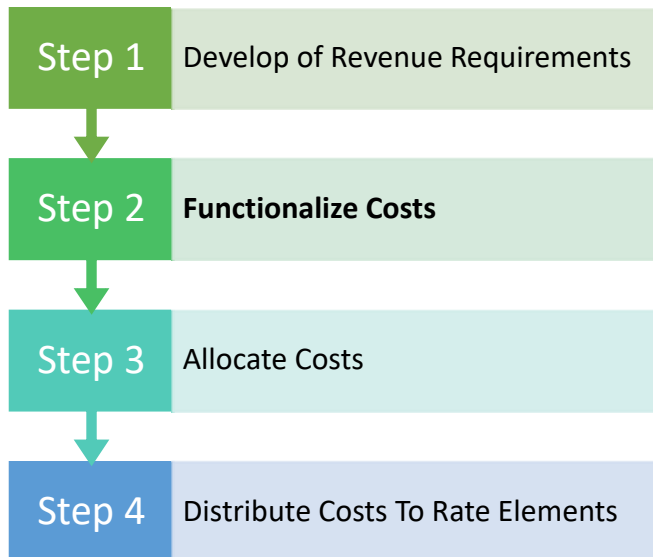 Step 1
Develop of Revenue Requirements
Step 2
Functionalize Costs
Step 3
Allocate Costs
Step 4
Distribute Costs To Rate Elements